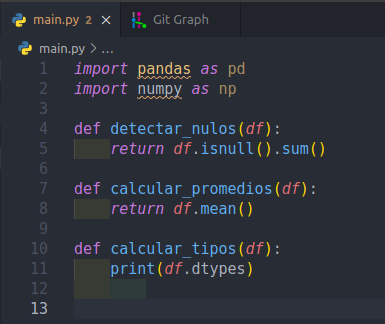 main.py 2 × Git Graph
main.py > ...
1 import pandas as pd
2 import numpy as np
3
4 def detectar_nulos(df):
5     return df.isnull().sum()
6
7 def calcular_promedios(df):
8     return df.mean()
9
10 def calcular_tipos(df):
11     print(df.dtypes)
12
13